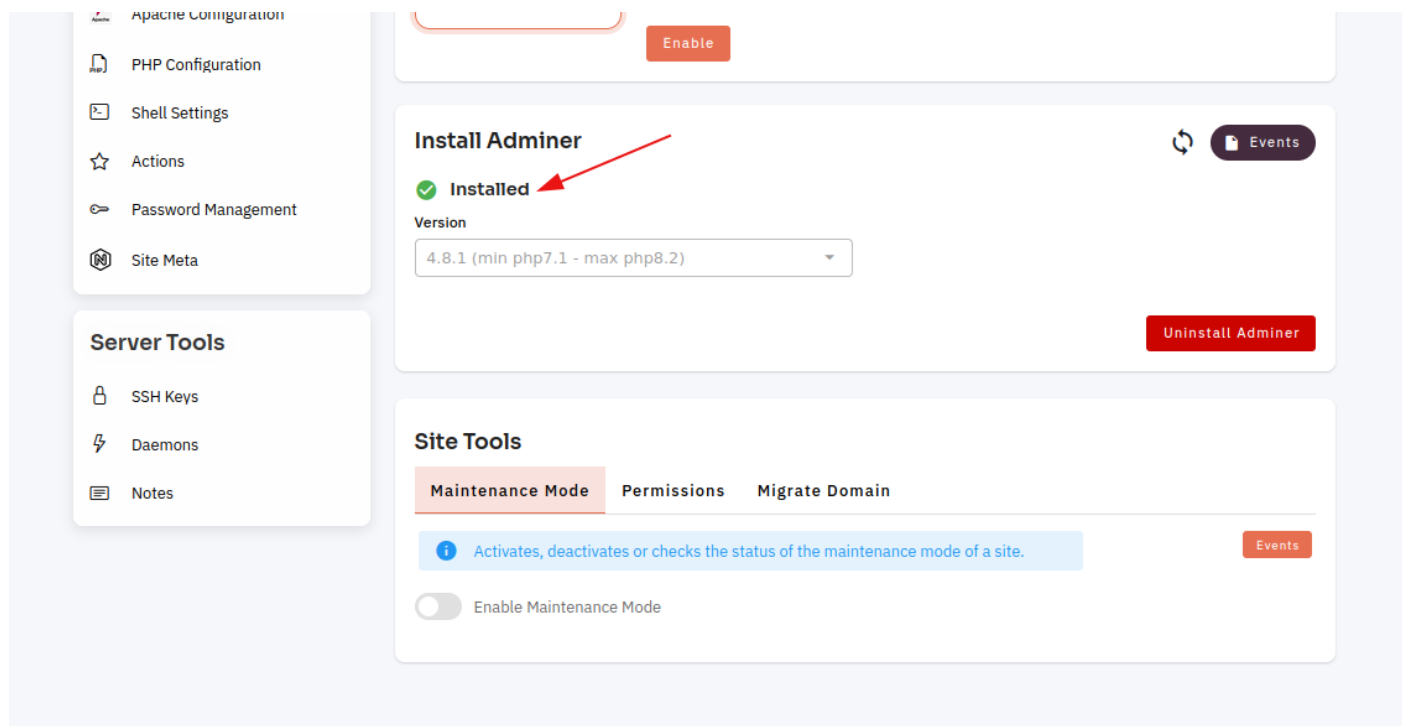 Apache
Apache Configuration
PHP
PHP Configuration
Shell Settings
Actions
Password Management
Site Meta
Server Tools
SSH Keys
Daemons
Notes
Enable
Install Adminer
Events
Installed
Version
4.8.1 (min php7.1 - max php8.2)
Uninstall Adminer
Site Tools
Maintenance Mode Permissions Migrate Domain
Activates, deactivates or checks the status of the maintenance mode of a site.
Events
Enable Maintenance Mode